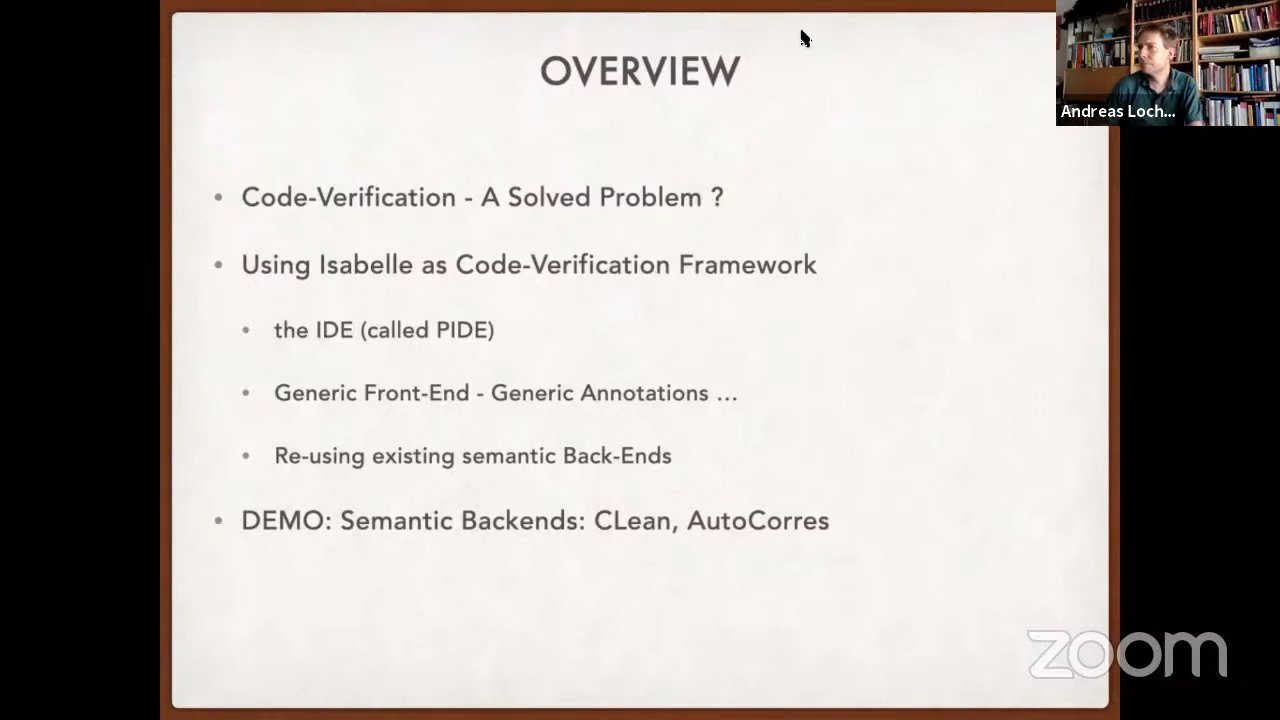 OVERVIEW
Andreas Loch...
• Code-Verification - A Solved Problem ?
• Using Isabelle as Code-Verification Framework
• the IDE (called PIDE)
• Generic Front-End - Generic Annotations …
• Re-using existing semantic Back-Ends
• DEMO: Semantic Backends: CLean, AutoCorres
zoom